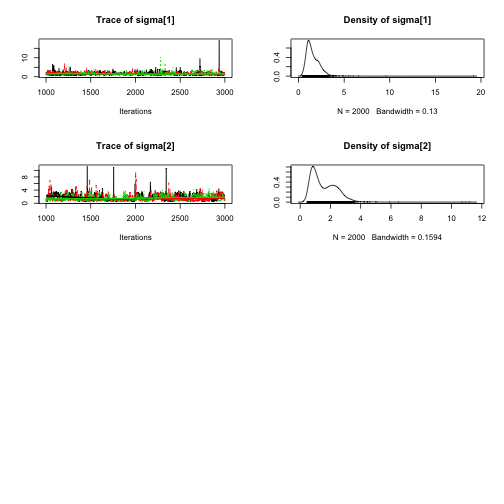 Trace of sigma[1]
10
0
1000 1500 2000 2500 3000
Iterations
Density of sigma[1]
0.4
0.0
0 5 10 15 20
N = 2000 Bandwidth = 0.13
Trace of sigma[2]
8
4
0
1000 1500 2000 2500 3000
Iterations
Density of sigma[2]
0.4
0.0
0 2 4 6 8 10 12
N = 2000 Bandwidth = 0.1594